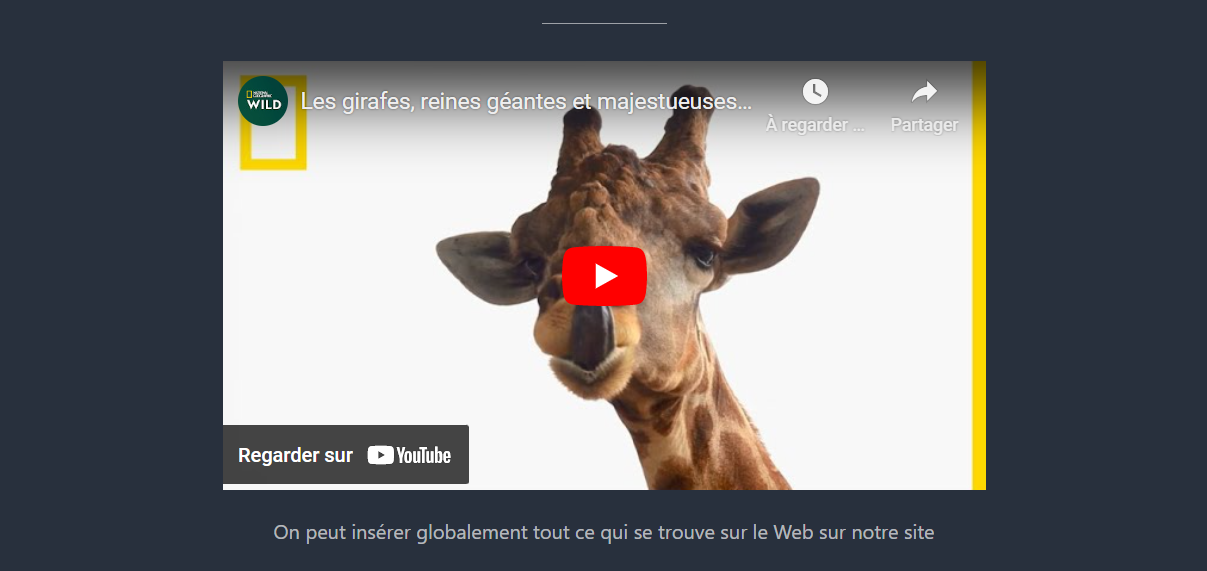 NATIONAL GEOGRAPHIC
WILD
Les girafes, reines géantes et majestueuses...
À regarder ...
Partager
Regarder sur YouTube
On peut insérer globalement tout ce qui se trouve sur le Web sur notre site